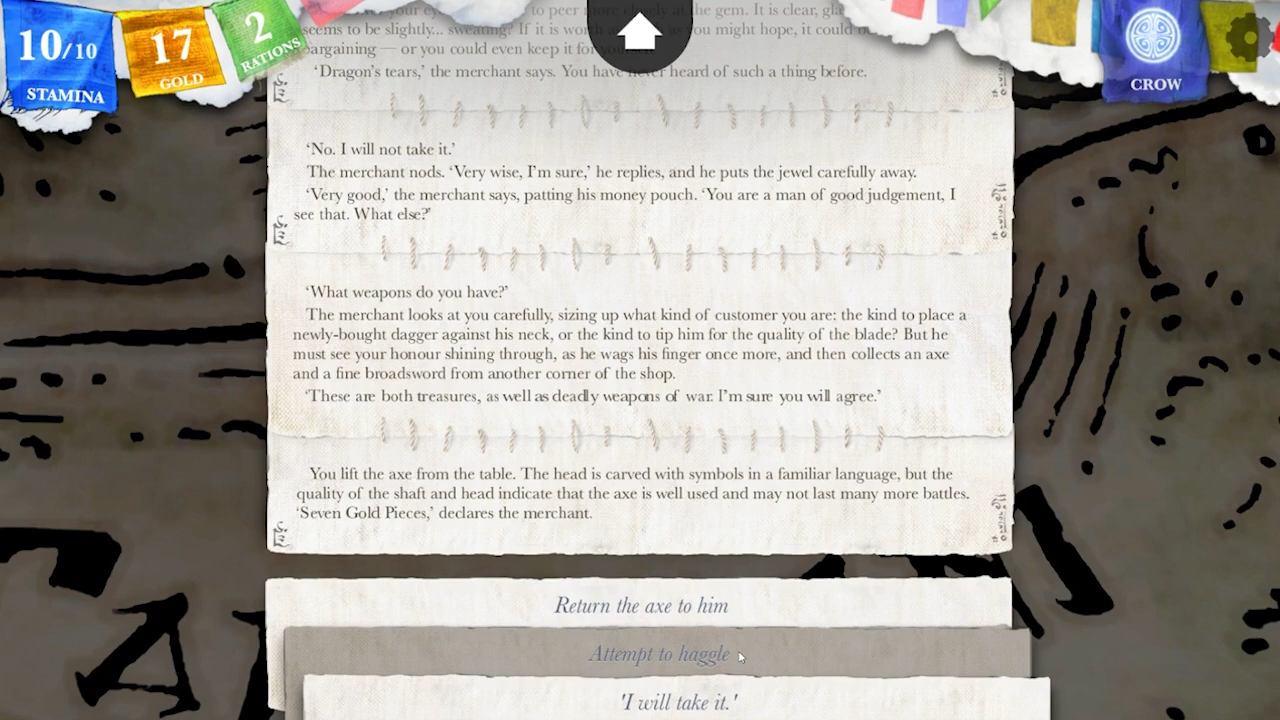 10/10
STAMINA
17
GOLD
2
RATIONS
CROW
to peer more closely at the gem. It is clear,
seems to be slightly... sweating? If it is
you might hope, it could
bargaining — or you could even keep it for
‘Dragon’s tears,’ the merchant says. You have never heard of such a thing before.
‘No. I will not take it.’
The merchant nods. ‘Very wise, I’m sure,’ he replies, and he puts the jewel carefully away.
‘Very good,’ the merchant says, patting his money pouch. ‘You are a man of good judgement, I
see that. What else?’
‘What weapons do you have?’
The merchant looks at you carefully, sizing up what kind of customer you are: the kind to place a
newly-bought dagger against his neck, or the kind to tip him for the quality of the blade? But he
must see your honour shining through, as he wags his finger once more, and then collects an axe
and a fine broadsword from another corner of the shop.
‘These are both treasures, as well as deadly weapons of war. I’m sure you will agree.’
You lift the axe from the table. The head is carved with symbols in a familiar language, but the
quality of the shaft and head indicate that the axe is well used and may not last many more battles.
‘Seven Gold Pieces,’ declares the merchant.
Return the axe to him
Attempt to haggle
'I will take it.'